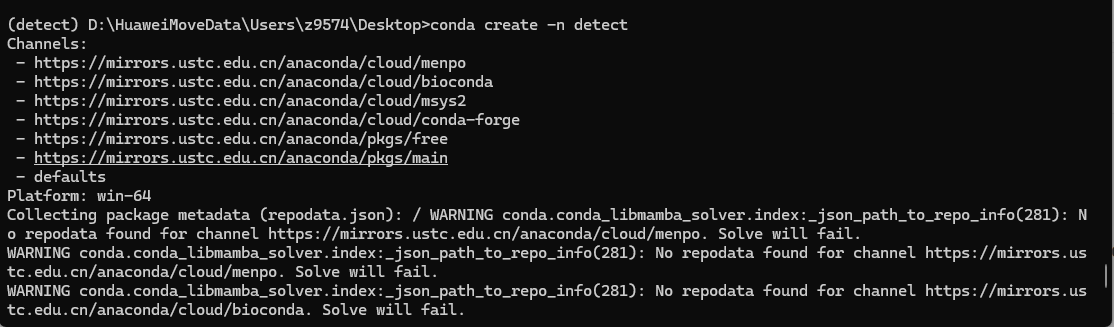 (detect) D:\HuaweiMoveData\Users\z9574\Desktop>conda create -n detect
Channels:
 - https://mirrors.ustc.edu.cn/anaconda/cloud/menpo
 - https://mirrors.ustc.edu.cn/anaconda/cloud/bioconda
 - https://mirrors.ustc.edu.cn/anaconda/cloud/msys2
 - https://mirrors.ustc.edu.cn/anaconda/cloud/conda-forge
 - https://mirrors.ustc.edu.cn/anaconda/pkgs/free
 - https://mirrors.ustc.edu.cn/anaconda/pkgs/main
 - defaults
Platform: win-64
Collecting package metadata (repodata.json): / WARNING conda.conda_libmamba_solver.index:_json_path_to_repo_info(281): N
o repodata found for channel https://mirrors.ustc.edu.cn/anaconda/cloud/menpo. Solve will fail.
WARNING conda.conda_libmamba_solver.index:_json_path_to_repo_info(281): No repodata found for channel https://mirrors.us
tc.edu.cn/anaconda/cloud/menpo. Solve will fail.
WARNING conda.conda_libmamba_solver.index:_json_path_to_repo_info(281): No repodata found for channel https://mirrors.us
tc.edu.cn/anaconda/cloud/bioconda. Solve will fail.